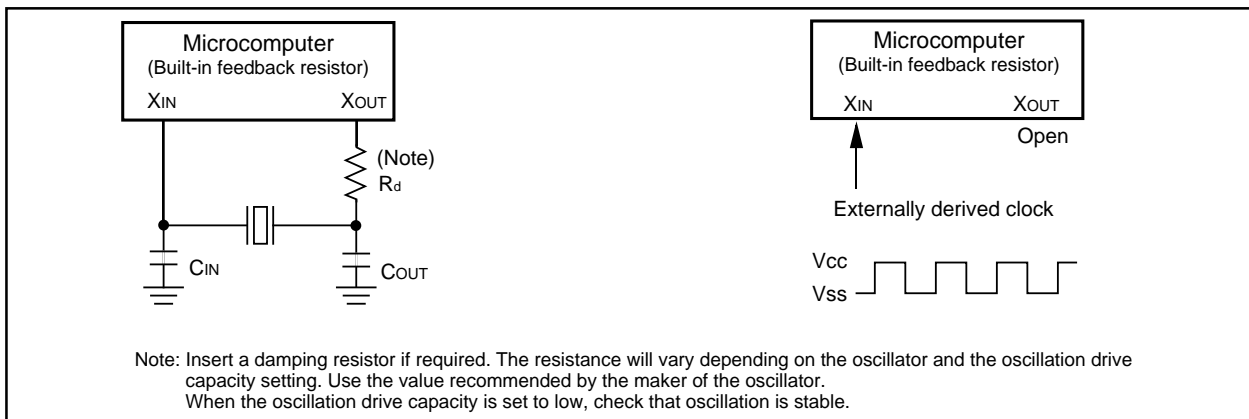 Microcomputer
(Built-in feedback resistor)
XIN XOUT
(Note)
Rd
CIN
COUT
Microcomputer
(Built-in feedback resistor)
XIN XOUT
Open
Externally derived clock
Vcc
Vss
Note: Insert a damping resistor if required. The resistance will vary depending on the oscillator and the oscillation drive
capacity setting. Use the value recommended by the maker of the oscillator.
When the oscillation drive capacity is set to low, check that oscillation is stable.